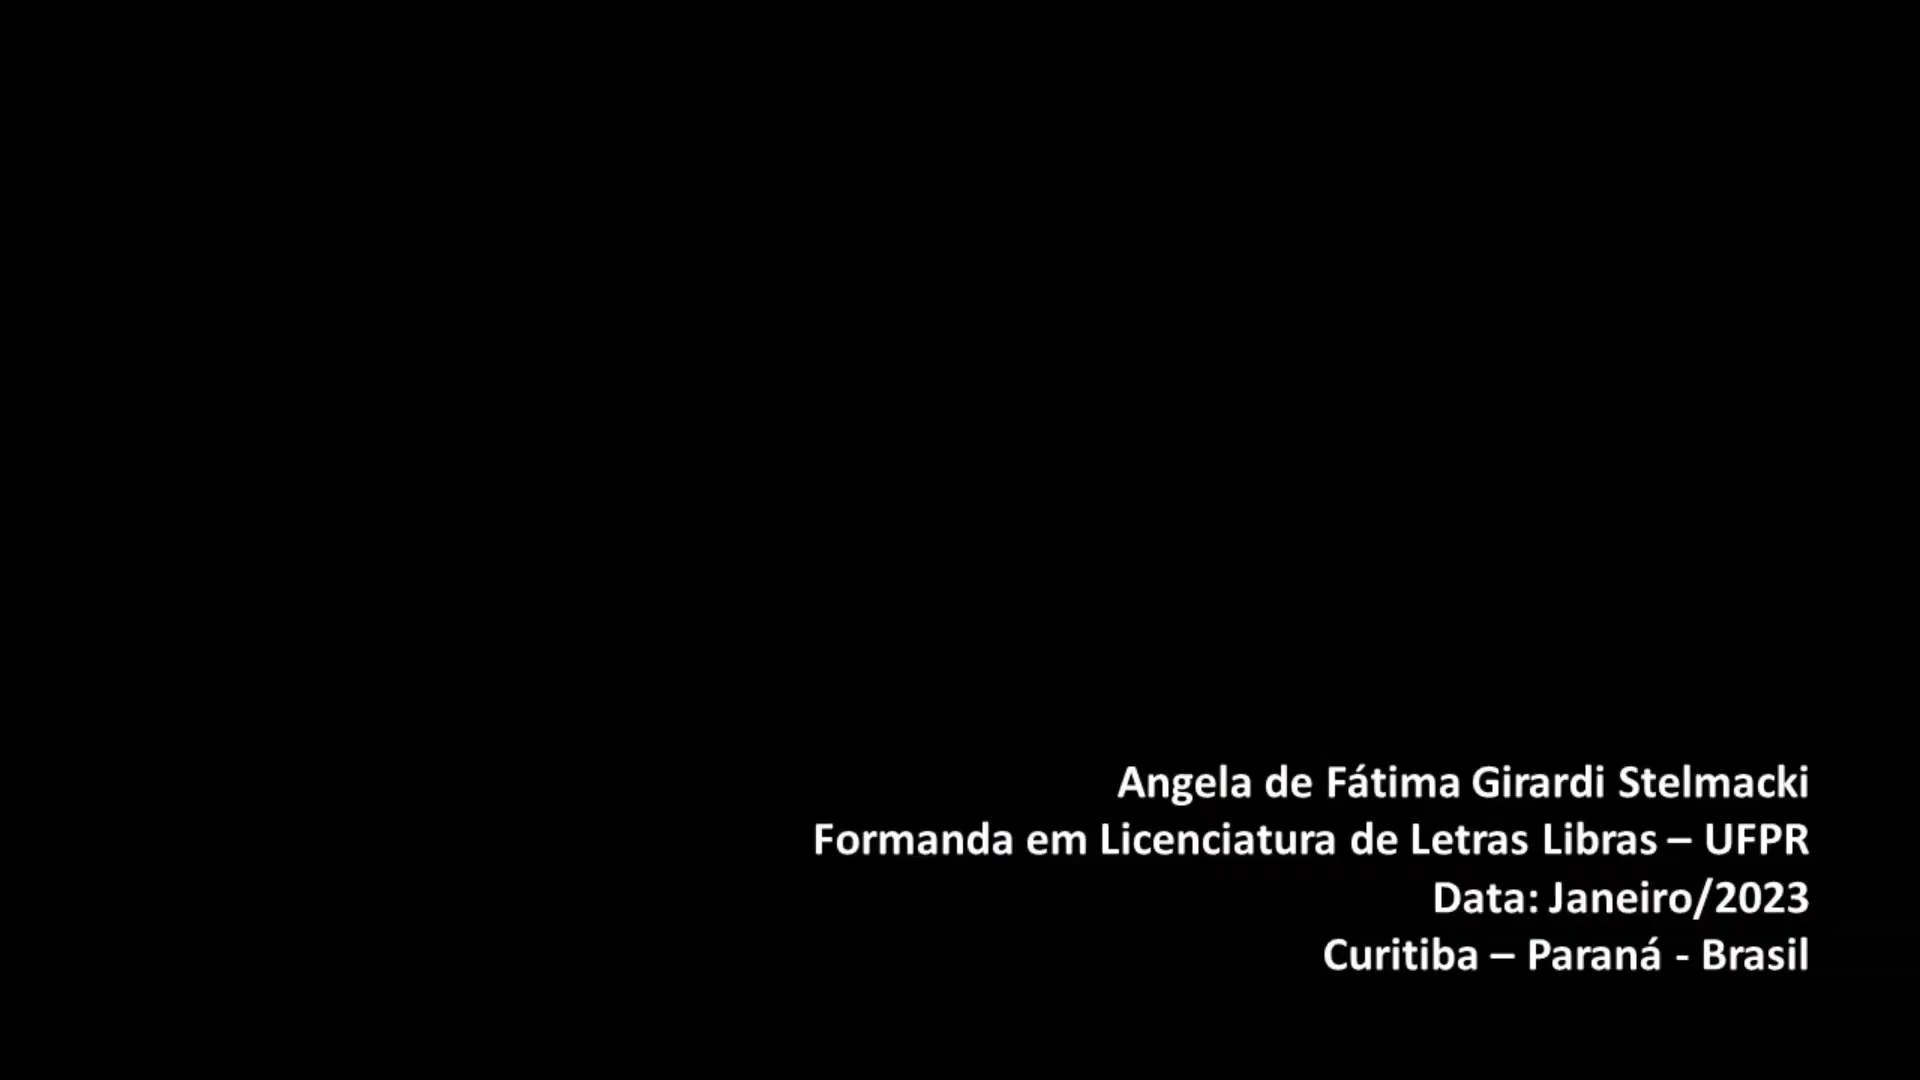 Angela de Fátima Girardi Stelmacki
Formanda em Licenciatura de Letras Libras – UFPR
Data: Janeiro/2023
Curitiba – Paraná - Brasil